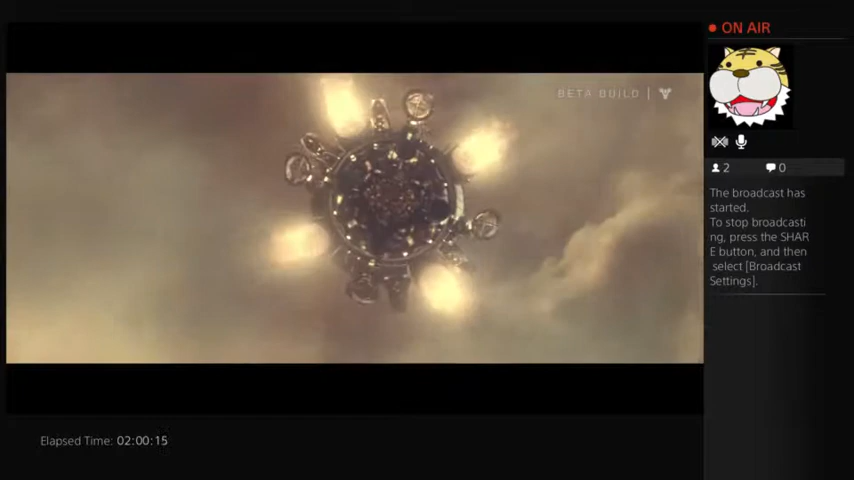 ON AIR
BETA BUILD
2 0
The broadcast has
started.
To stop broadcasti
ng, press the SHAR
E button, and then
select [Broadcast
Settings].
Elapsed Time: 02:00:15